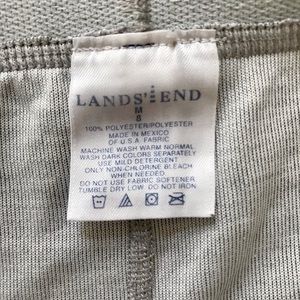 LANDS'END
M
8
100% POLYESTER/POLYESTER
MADE IN MEXICO
OF U.S.A. FABRIC
MACHINE WASH WARM NORMAL
WASH DARK COLORS SEPARATELY
USE MILD DETERGENT
ONLY NON-CHLORINE BLEACH
WHEN NEEDED.
DO NOT USE FABRIC SOFTENER
TUMBLE DRY LOW. DO NOT IRON